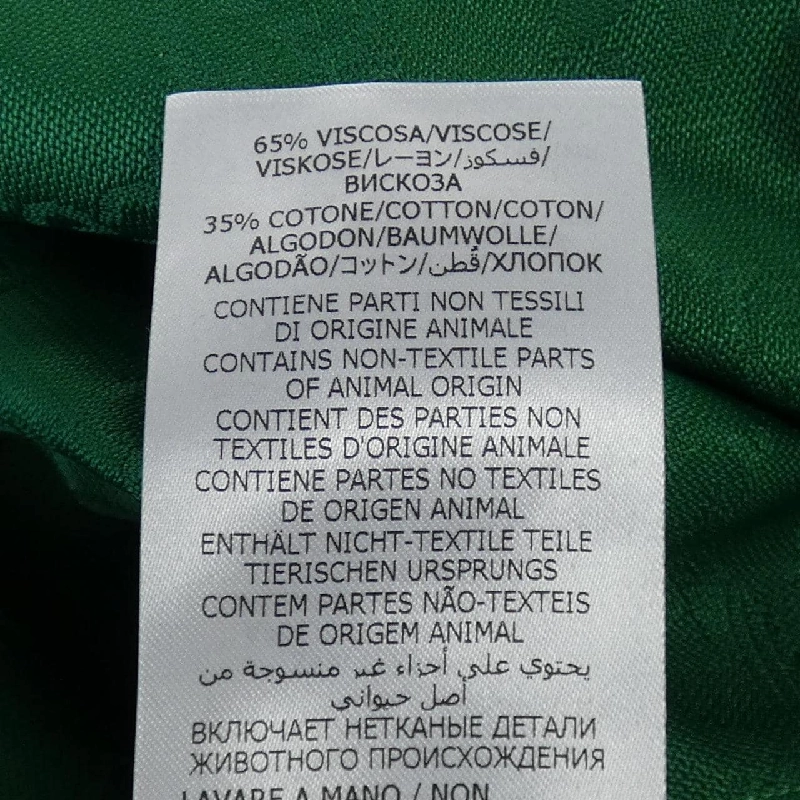 65% VISCOSA/VISCOSE/
VISKOSE/レーヨン/فسكوز/
ВИСКОЗА
35% COTONE/COTTON/COTON/
ALGODON/BAUMWOLLE/
ALGODÃO/コットン/قُطن/ХЛОПОК
CONTIENE PARTI NON TESSILI
DI ORIGINE ANIMALE
CONTAINS NON-TEXTILE PARTS
OF ANIMAL ORIGIN
CONTIENT DES PARTIES NON
TEXTILES D'ORIGINE ANIMALE
CONTIENE PARTES NO TEXTILES
DE ORIGEN ANIMAL
ENTHÄLT NICHT-TEXTILE TEILE
TIERISCHEN URSPRUNGS
CONTEM PARTES NÃO-TEXTEIS
DE ORIGEM ANIMAL
يحتوي على أجزاء غير منسوجة من
أصل حيواني
ВКЛЮЧАЕТ НЕТКАНЫЕ ДЕТАЛИ
ЖИВОТНОГО ПРОИСХОЖДЕНИЯ
LAVARE A MANO / NON